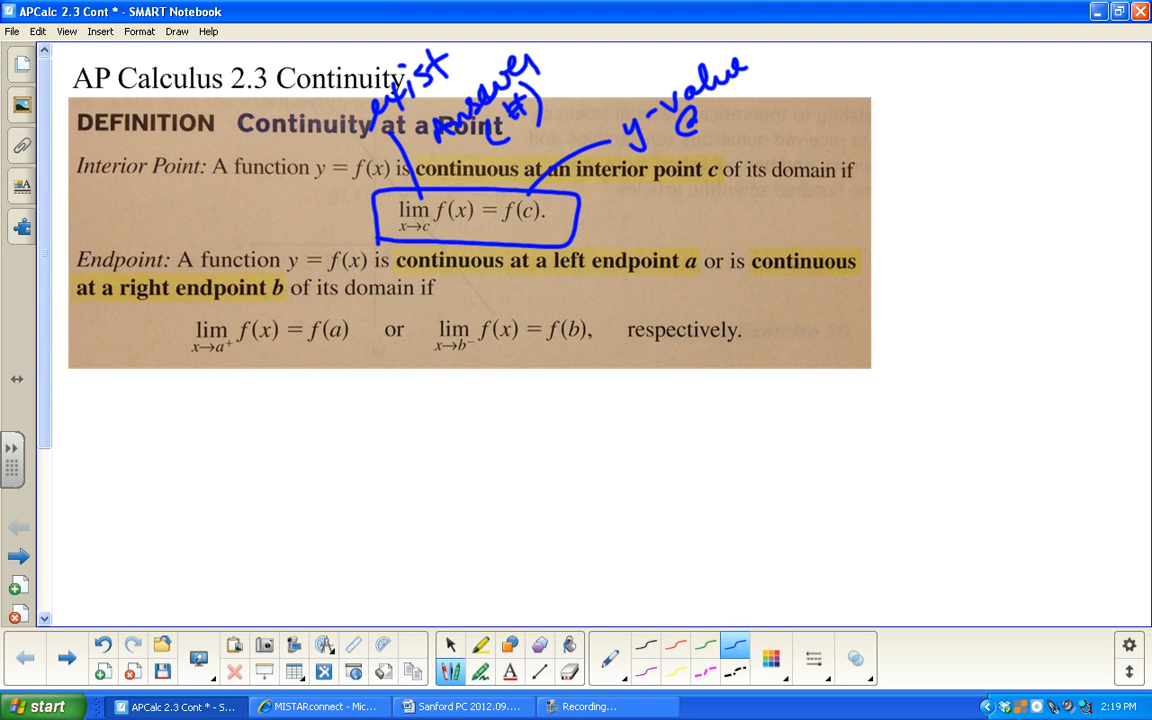 APCalc 2.3 Cont * - SMART Notebook
File Edit View Insert Format Draw Help
AP Calculus 2.3 Continuity
exist
Answer
(#)
y-value
@
DEFINITION Continuity at a Point
Interior Point: A function y = f(x) is continuous at an interior point c of its domain if
lim f(x) = f(c).
x→c
Endpoint: A function y = f(x) is continuous at a left endpoint a or is continuous
at a right endpoint b of its domain if
lim f(x) = f(a) or lim f(x) = f(b), respectively.
x→a⁺ x→b⁻
start APCalc 2.3 Cont * - S... MISTARconnect - Mic... Sanford PC 2012.09.... Recording... 2:19 PM